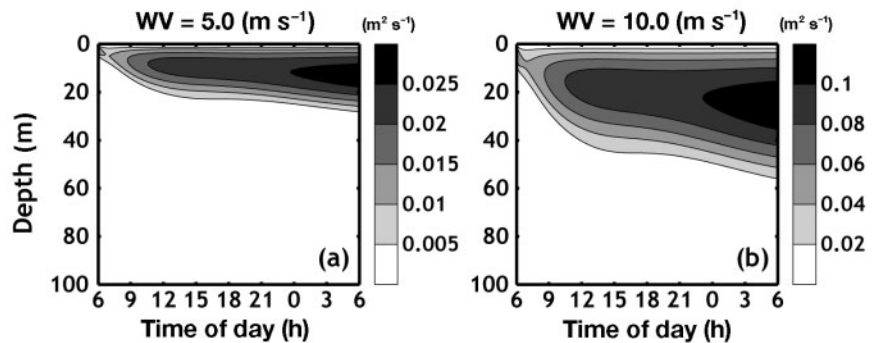 WV = 5.0 (m s⁻¹)
(m² s⁻¹)
Depth (m)
0
20
40
60
80
100
6 9 12 15 18 21 0 3 6
Time of day (h)
(a)
0.025
0.02
0.015
0.01
0.005
WV = 10.0 (m s⁻¹)
(m² s⁻¹)
0
20
40
60
80
100
6 9 12 15 18 21 0 3 6
Time of day (h)
(b)
0.1
0.08
0.06
0.04
0.02